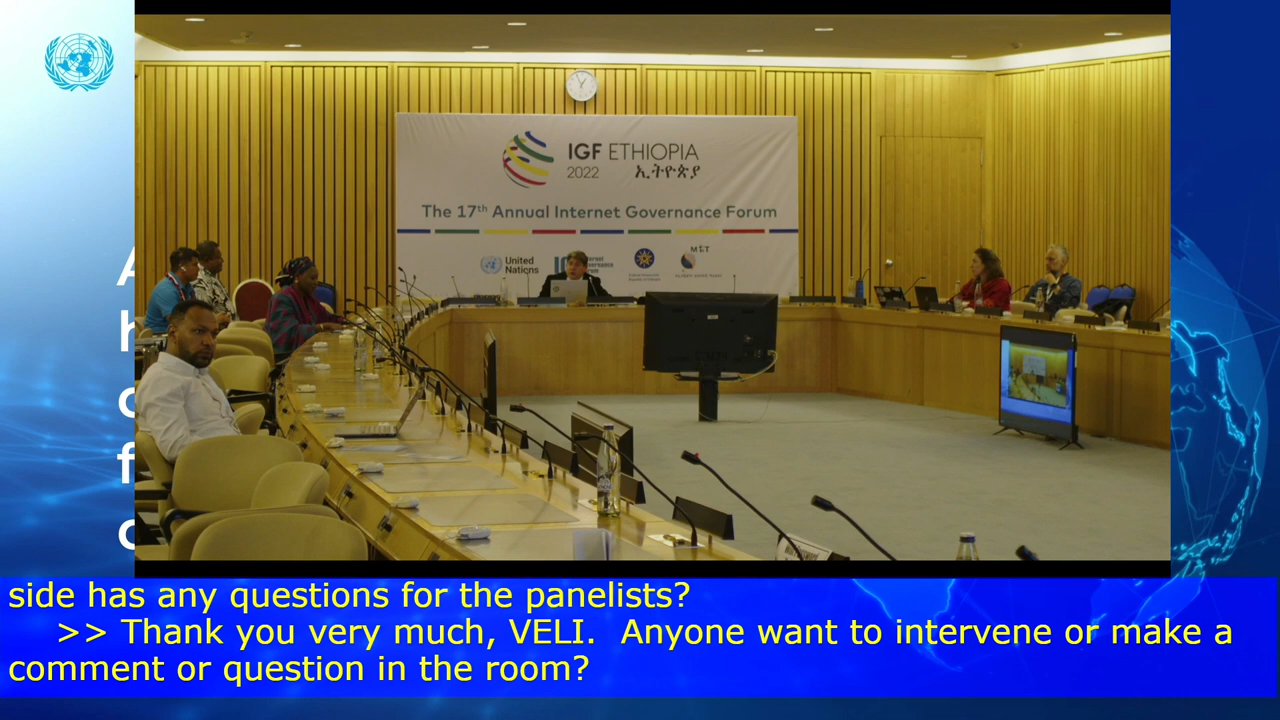 IGF ETHIOPIA
2022 ኢትዮጵያ
The 17th Annual Internet Governance Forum
United
Nations
side has any questions for the panelists?
>> Thank you very much, VELI. Anyone want to intervene or make a
comment or question in the room?